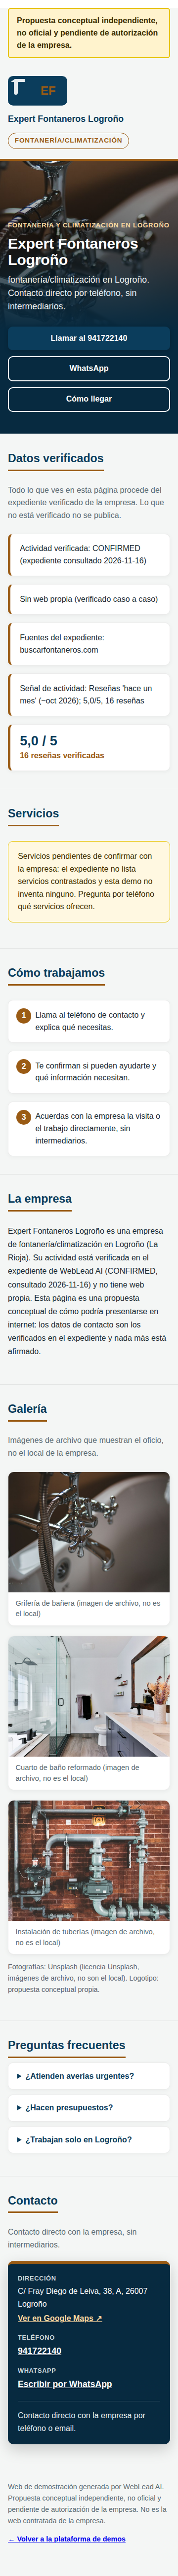 Propuesta conceptual independiente,
no oficial y pendiente de autorización
de la empresa.
EF
Expert Fontaneros Logroño
FONTANERÍA/CLIMATIZACIÓN
FONTANERÍA Y CLIMATIZACIÓN EN LOGROÑO
Expert Fontaneros
Logroño
fontanería/climatización en Logroño.
Contacto directo por teléfono, sin
intermediarios.
Llamar al 941722140
WhatsApp
Cómo llegar
Datos verificados
Todo lo que ves en esta página procede del
expediente verificado de la empresa. Lo que
no está verificado no se publica.
Actividad verificada: CONFIRMED
(expediente consultado 2026-11-16)
Sin web propia (verificado caso a caso)
Fuentes del expediente:
buscarfontaneros.com
Señal de actividad: Reseñas 'hace un
mes' (~oct 2026); 5,0/5, 16 reseñas
5,0 / 5
16 reseñas verificadas
Servicios
Servicios pendientes de confirmar con
la empresa: el expediente no lista
servicios contrastados y esta demo no
inventa ninguno. Pregunta por teléfono
qué servicios ofrecen.
Cómo trabajamos
1 Llama al teléfono de contacto y
explica qué necesitas.
2 Te confirman si pueden ayudarte y
qué información necesitan.
3 Acuerdas con la empresa la visita o
el trabajo directamente, sin
intermediarios.
La empresa
Expert Fontaneros Logroño es una empresa
de fontanería/climatización en Logroño (La
Rioja). Su actividad está verificada en el
expediente de WebLead AI (CONFIRMED,
consultado 2026-11-16) y no tiene web
propia. Esta página es una propuesta
conceptual de cómo podría presentarse en
internet: los datos de contacto son los
verificados en el expediente y nada más está
afirmado.
Galería
Imágenes de archivo que muestran el oficio,
no el local de la empresa.
Grifería de bañera (imagen de archivo, no es
el local)
Cuarto de baño reformado (imagen de
archivo, no es el local)
Instalación de tuberías (imagen de archivo,
no es el local)
Fotografías: Unsplash (licencia Unsplash,
imágenes de archivo, no son el local). Logotipo:
propuesta conceptual propia.
Preguntas frecuentes
▶ ¿Atienden averías urgentes?
▶ ¿Hacen presupuestos?
▶ ¿Trabajan solo en Logroño?
Contacto
Contacto directo con la empresa, sin
intermediarios.
DIRECCIÓN
C/ Fray Diego de Leiva, 38, A, 26007
Logroño
Ver en Google Maps ↗
TELÉFONO
941722140
WHATSAPP
Escribir por WhatsApp
Contacto directo con la empresa por
teléfono o email.
Web de demostración generada por WebLead AI.
Propuesta conceptual independiente, no oficial y
pendiente de autorización de la empresa. No es la
web contratada de la empresa.
← Volver a la plataforma de demos